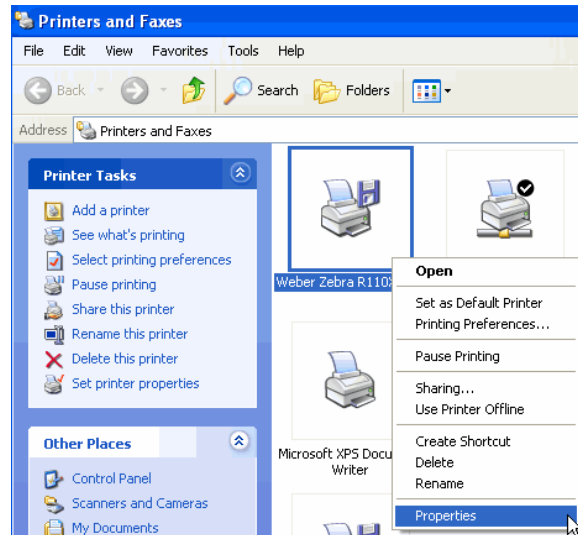 Printers and Faxes
File Edit View Favorites Tools Help
Back Search Folders
Address Printers and Faxes
Printer Tasks
Add a printer
See what's printing
Select printing preferences
Pause printing
Share this printer
Rename this printer
Delete this printer
Set printer properties
Other Places
Control Panel
Scanners and Cameras
My Documents
Weber Zebra
Microsoft XPS
Writer
Open
Set as Default Printer
Printing Preferences...
Pause Printing
Sharing...
Use Printer Offline
Create Shortcut
Delete
Rename
Properties